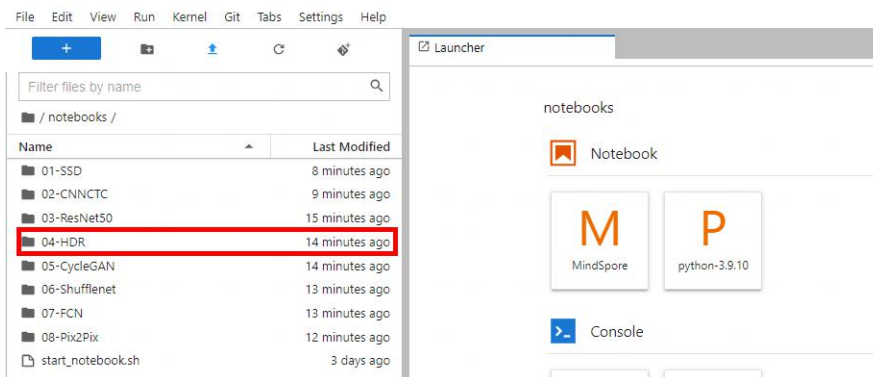 File Edit View Run Kernel Git Tabs Settings Help
+
Launcher
Filter files by name
/ notebooks /
Name Last Modified
01-SSD 8 minutes ago
02-CNNCTC 9 minutes ago
03-ResNet50 15 minutes ago
04-HDR 14 minutes ago
05-CycleGAN 14 minutes ago
06-Shufflenet 13 minutes ago
07-FCN 13 minutes ago
08-Pix2Pix 12 minutes ago
start_notebook.sh 3 days ago
notebooks
Notebook
M P
MindSpore python-3.9.10
Console